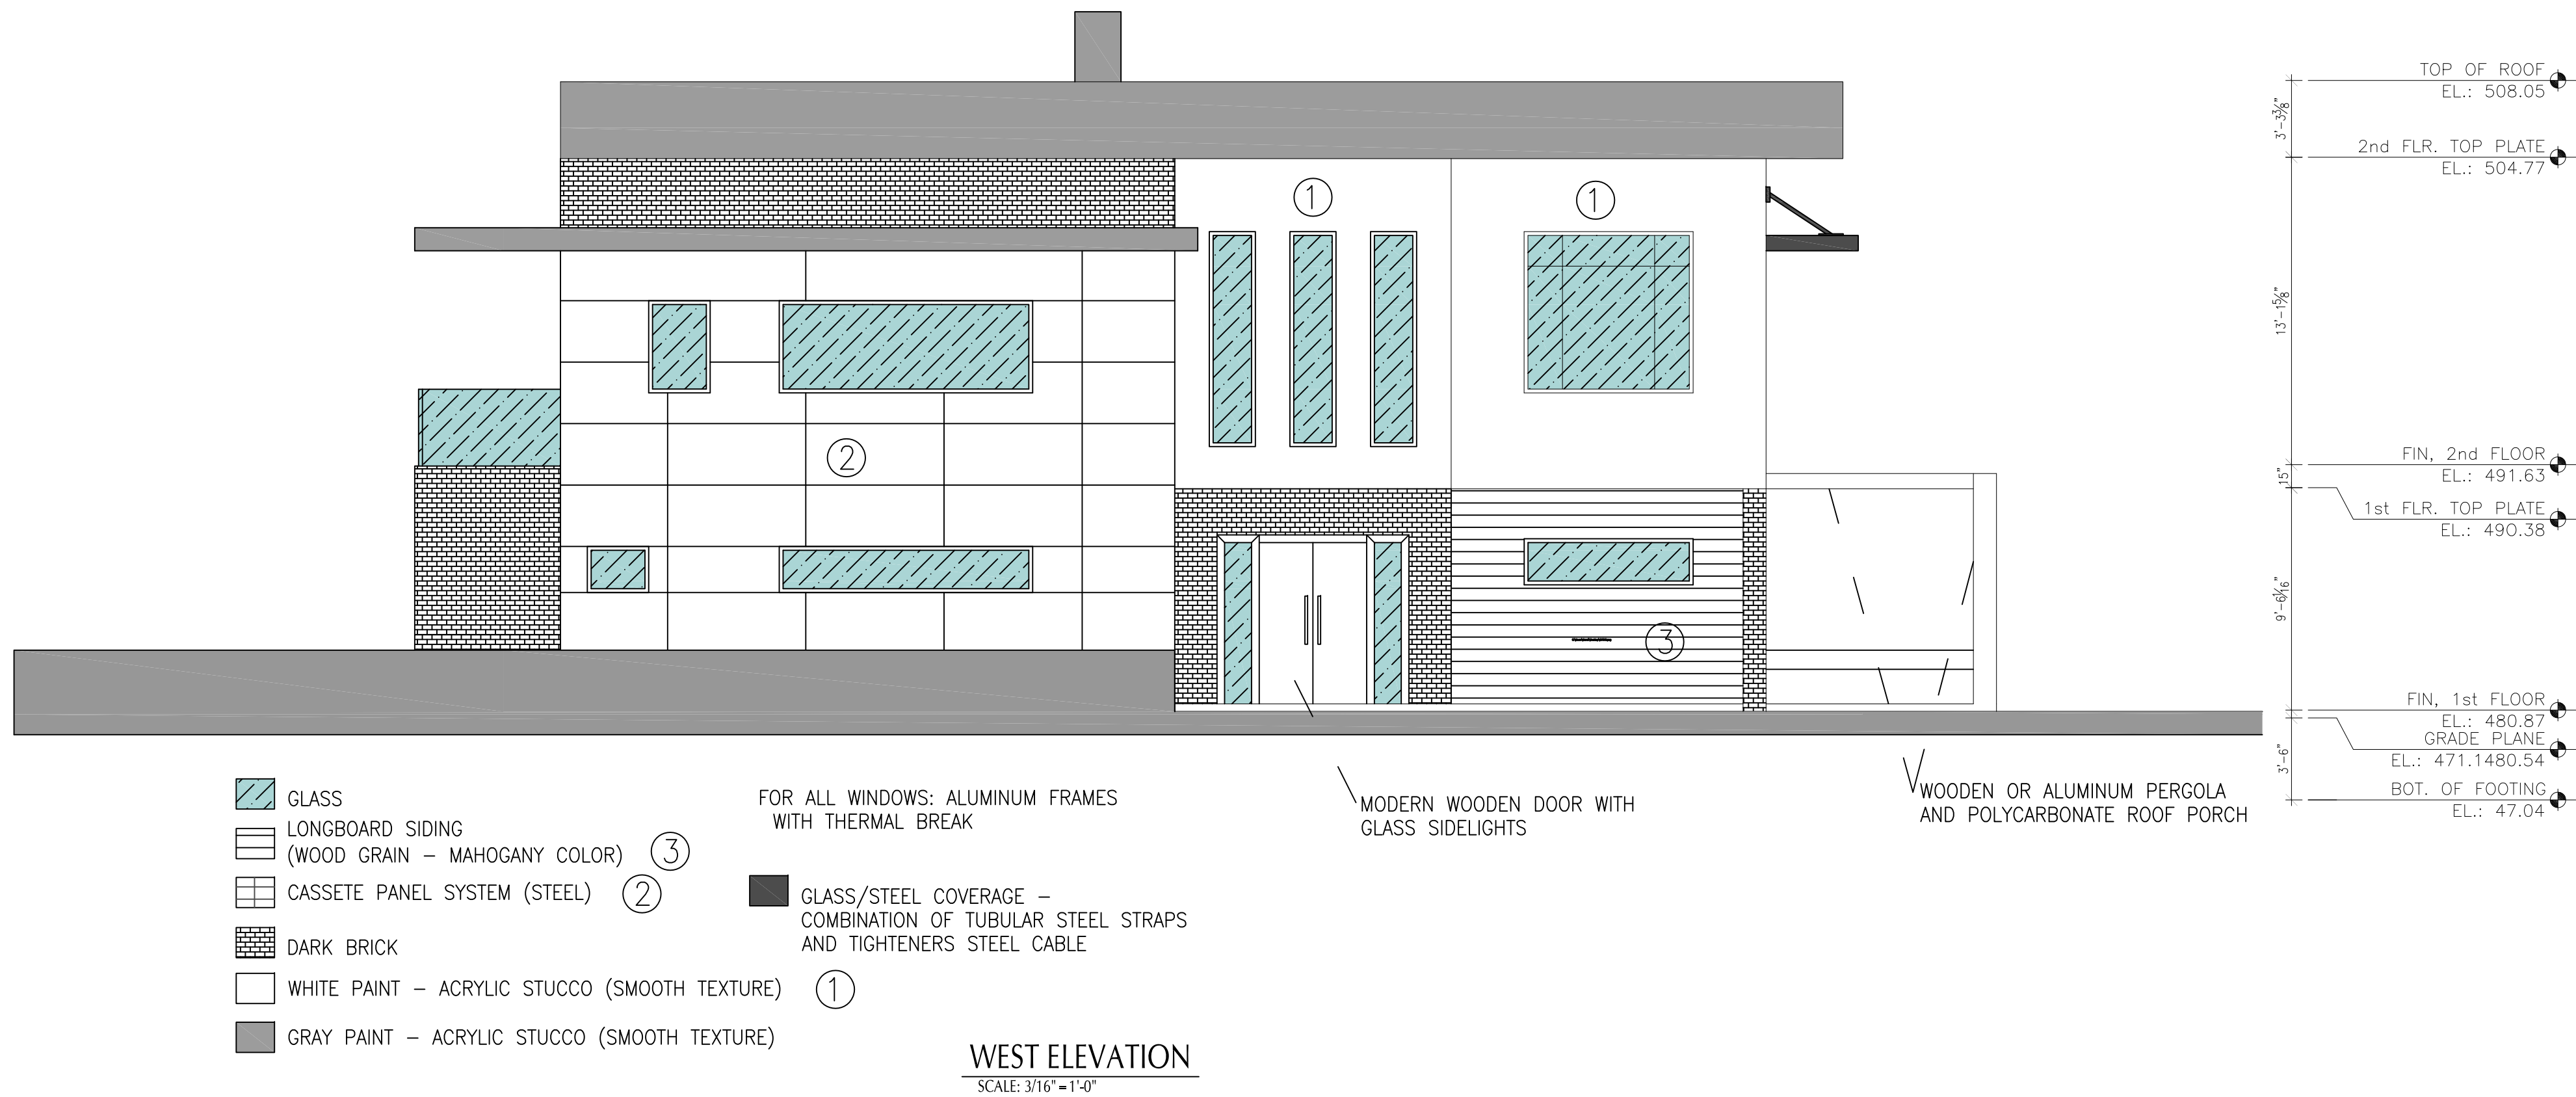 TOP OF ROOF
EL.: 508.05
3'-3⅜"
2nd FLR. TOP PLATE
EL.: 504.77
1
1
13'-1⅝"
2
FIN, 2nd FLOOR
EL.: 491.63
15"
1st FLR. TOP PLATE
EL.: 490.38
9'-6 1/16"
3
FIN, 1st FLOOR
EL.: 480.87
GRADE PLANE
EL.: 471.1480.54
3'-6"
BOT. OF FOOTING
EL.: 47.04
GLASS
LONGBOARD SIDING
(WOOD GRAIN – MAHOGANY COLOR) 3
CASSETE PANEL SYSTEM (STEEL) 2
DARK BRICK
WHITE PAINT – ACRYLIC STUCCO (SMOOTH TEXTURE) 1
GRAY PAINT – ACRYLIC STUCCO (SMOOTH TEXTURE)
FOR ALL WINDOWS: ALUMINUM FRAMES
WITH THERMAL BREAK
GLASS/STEEL COVERAGE –
COMBINATION OF TUBULAR STEEL STRAPS
AND TIGHTENERS STEEL CABLE
MODERN WOODEN DOOR WITH
GLASS SIDELIGHTS
WOODEN OR ALUMINUM PERGOLA
AND POLYCARBONATE ROOF PORCH
WEST ELEVATION
SCALE: 3/16"=1'-0"